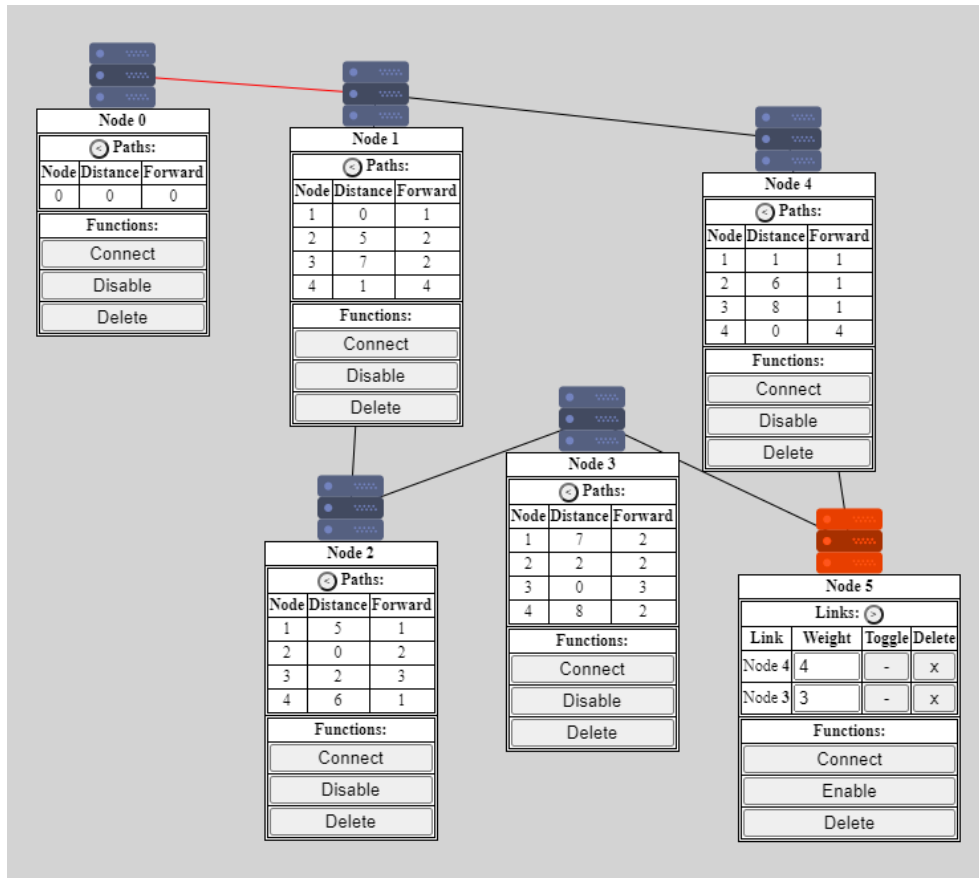 Node 0
< Paths:
Node Distance Forward
0 0 0
Functions:
Connect
Disable
Delete
Node 1
< Paths:
Node Distance Forward
1 0 1
2 5 2
3 7 2
4 1 4
Functions:
Connect
Disable
Delete
Node 4
< Paths:
Node Distance Forward
1 1 1
2 6 1
3 8 1
4 0 4
Functions:
Connect
Disable
Delete
Node 3
< Paths:
Node Distance Forward
1 7 2
2 2 2
3 0 3
4 8 2
Functions:
Connect
Disable
Delete
Node 2
< Paths:
Node Distance Forward
1 5 1
2 0 2
3 2 3
4 6 1
Functions:
Connect
Disable
Delete
Node 5
Links: >
Link Weight Toggle Delete
Node 4 4 - x
Node 3 3 - x
Functions:
Connect
Enable
Delete